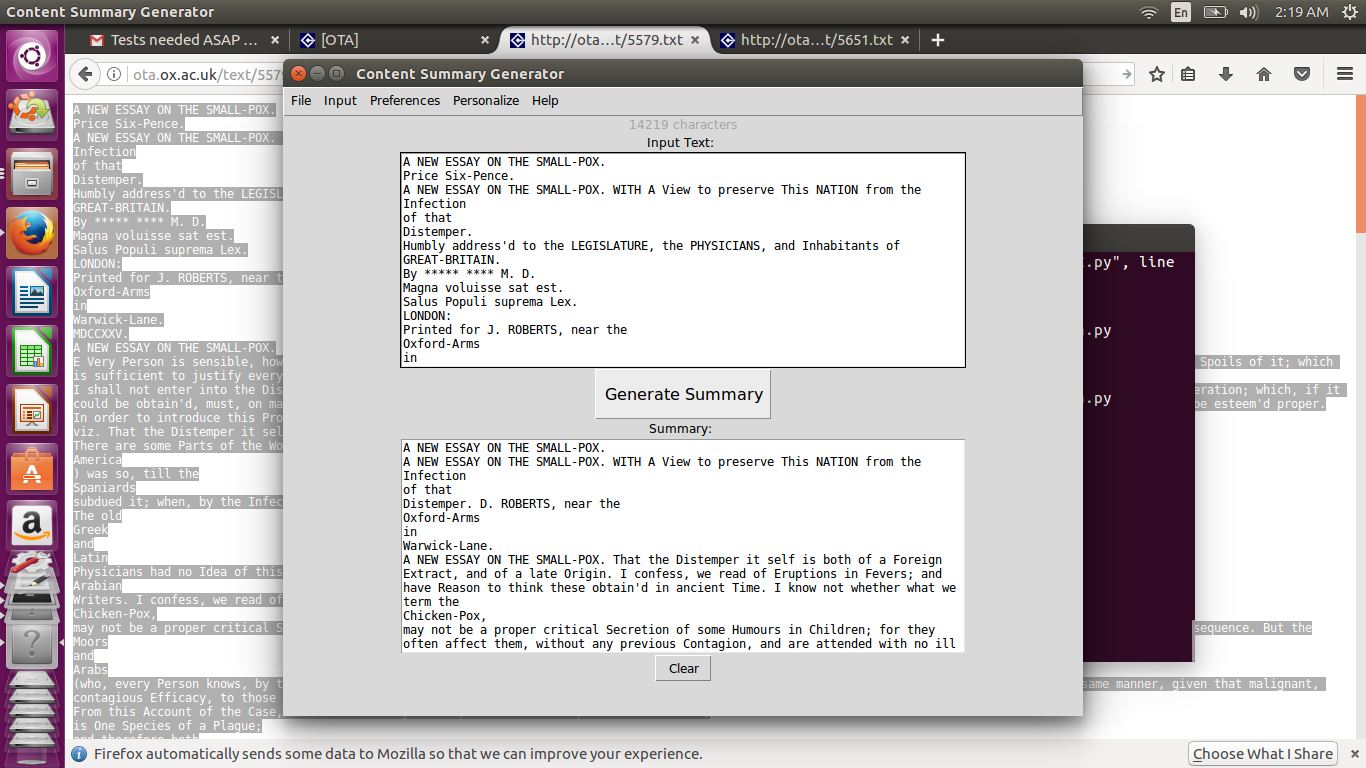 Content Summary Generator
En
2:19 AM
Tests needed ASAP ...
[OTA]
http://ota...t/5579.txt
http://ota...t/5651.txt
ota.ox.ac.uk/text/557
Content Summary Generator
File Input Preferences Personalize Help
14219 characters
Input Text:
A NEW ESSAY ON THE SMALL-POX.
Price Six-Pence.
A NEW ESSAY ON THE SMALL-POX. WITH A View to preserve This NATION from the
Infection
of that
Distemper.
Humbly address'd to the LEGISLATURE, the PHYSICIANS, and Inhabitants of
GREAT-BRITAIN.
By ***** **** M. D.
Magna voluisse sat est.
Salus Populi suprema Lex.
LONDON:
Printed for J. ROBERTS, near the
Oxford-Arms
in
Generate Summary
Summary:
A NEW ESSAY ON THE SMALL-POX.
A NEW ESSAY ON THE SMALL-POX. WITH A View to preserve This NATION from the
Infection
of that
Distemper. D. ROBERTS, near the
Oxford-Arms
in
Warwick-Lane.
A NEW ESSAY ON THE SMALL-POX. That the Distemper it self is both of a Foreign
Extract, and of a late Origin. I confess, we read of Eruptions in Fevers; and
have Reason to think these obtain'd in ancient Time. I know not whether what we
term the
Chicken-Pox,
may not be a proper critical Secretion of some Humours in Children; for they
often affect them, without any previous Contagion, and are attended with no ill
Clear
A NEW ESSAY ON THE SMALL-POX.
Price Six-Pence.
A NEW ESSAY ON THE SMALL-POX.
Infection
of that
Distemper.
Humbly address'd to the LEGISL
GREAT-BRITAIN.
By ***** **** M. D.
Magna voluisse sat est.
Salus Populi suprema Lex.
LONDON:
Printed for J. ROBERTS, near t
Oxford-Arms
in
Warwick-Lane.
MDCCXXV.
A NEW ESSAY ON THE SMALL-POX.
E Very Person is sensible, how Spoils of it; which
is sufficient to justify every
I shall not enter into the Dis eration; which, if it
could be obtain'd, must, on ma be esteem'd proper.
In order to introduce this Pro
viz. That the Distemper it sel
There are some Parts of the Wo
America
) was so, till the
Spaniards
subdued it; when, by the Infec
The old
Greek
and
Latin
Physicians had no Idea of this
Arabian
Writers. I confess, we read of
Chicken-Pox,
may not be a proper critical S sequence. But the
Moors
and
Arabs
(who, every Person knows, by t same manner, given that malignant,
contagious Efficacy, to those
From this Account of the Case,
is One Species of a Plague;
and therefore both
.py", line
.py
.py
Firefox automatically sends some data to Mozilla so that we can improve your experience.
Choose What I Share